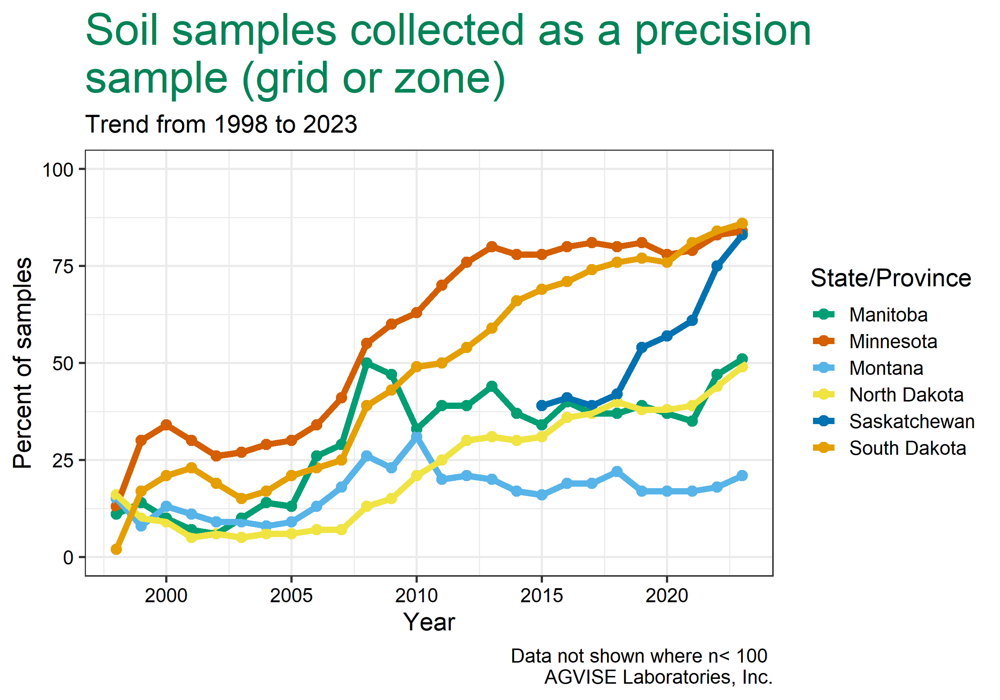 Soil samples collected as a precision
sample (grid or zone)
Trend from 1998 to 2023
Percent of samples
100
75
50
25
0
2000 2005 2010 2015 2020
Year
State/Province
Manitoba
Minnesota
Montana
North Dakota
Saskatchewan
South Dakota
Data not shown where n< 100
AGVISE Laboratories, Inc.